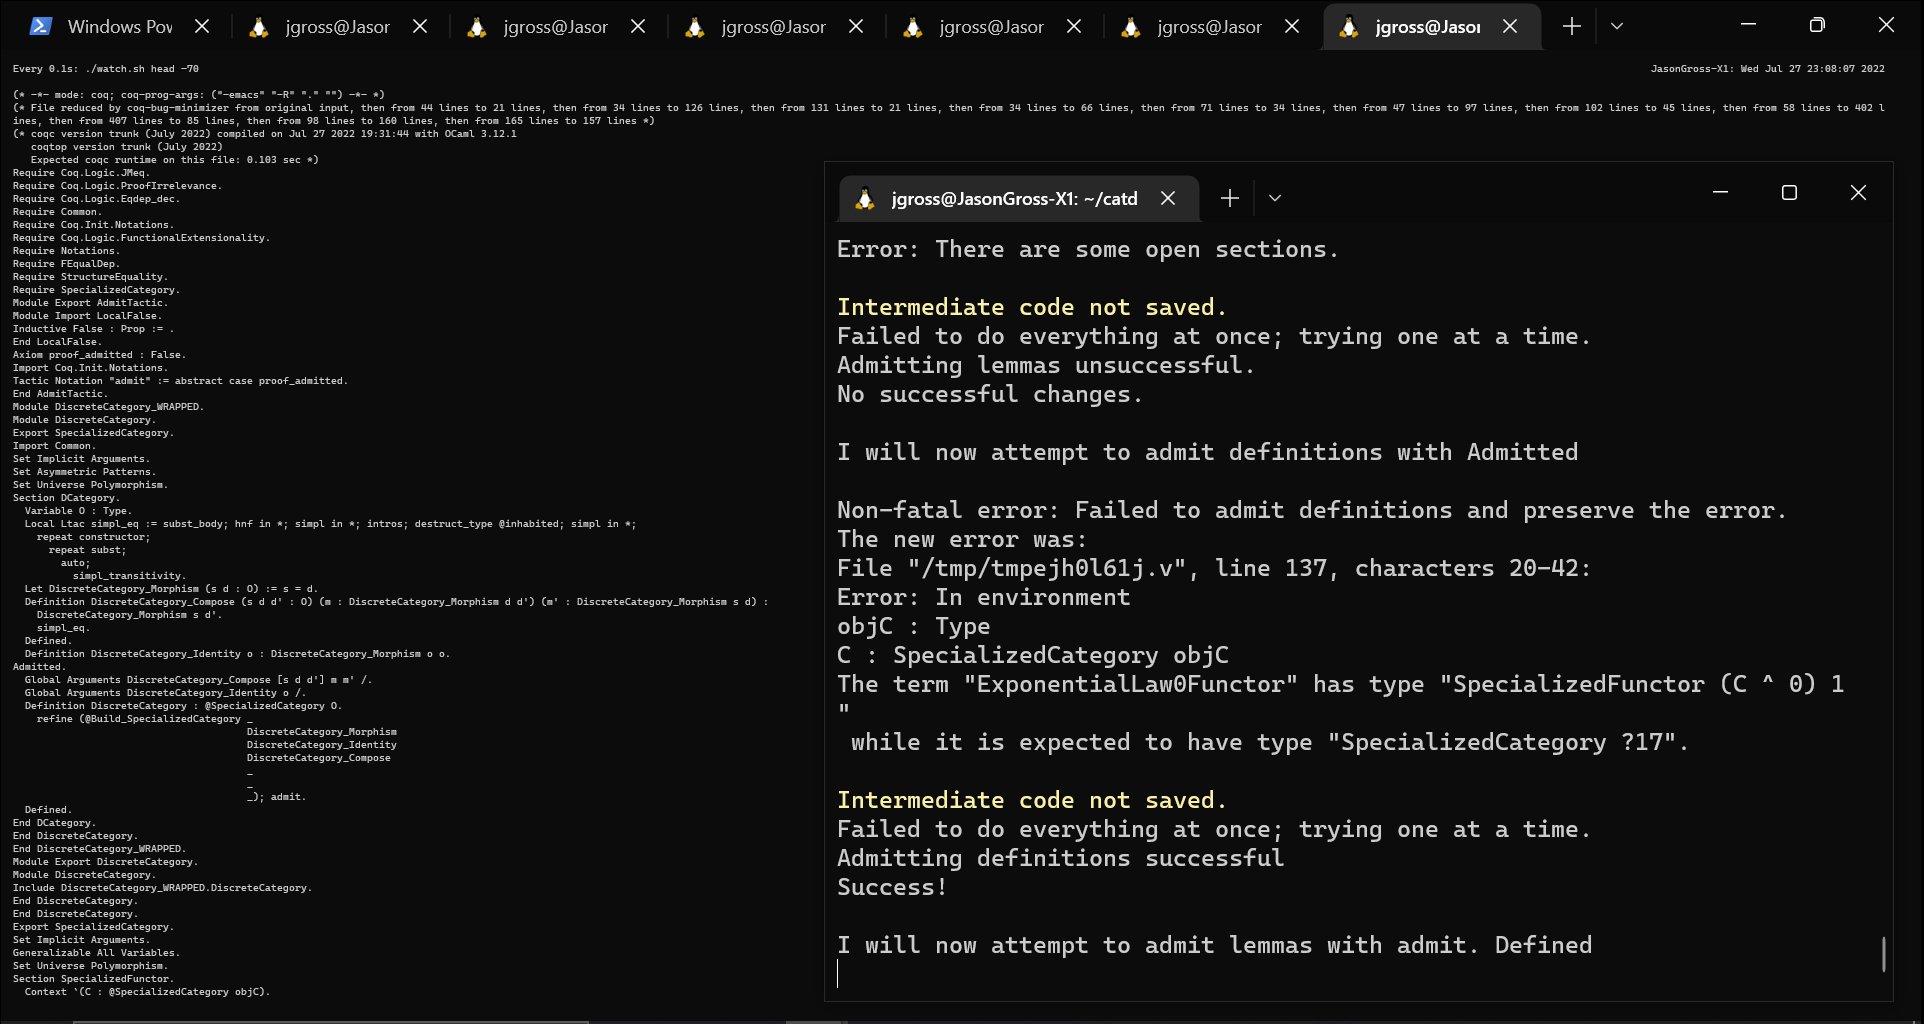 Windows Pow
jgross@Jasor
jgross@Jasor
jgross@Jasor
jgross@Jasor
jgross@Jasor
jgross@Jasor
Every 0.1s: ./watch.sh head -70
JasonGross-X1: Wed Jul 27 23:08:07 2022
(* -*- mode: coq; coq-prog-args: ("-emacs" "-R" "." "") -*- *)
(* File reduced by coq-bug-minimizer from original input, then from 44 lines to 21 lines, then from 34 lines to 126 lines, then from 131 lines to 21 lines, then from 34 lines to 66 lines, then from 71 lines to 34 lines, then from 47 lines to 97 lines, then from 102 lines to 45 lines, then from 58 lines to 402 l
ines, then from 407 lines to 85 lines, then from 98 lines to 160 lines, then from 165 lines to 157 lines *)
(* coqc version trunk (July 2022) compiled on Jul 27 2022 19:31:44 with OCaml 3.12.1
   coqtop version trunk (July 2022)
   Expected coqc runtime on this file: 0.103 sec *)
Require Coq.Logic.JMeq.
Require Coq.Logic.ProofIrrelevance.
Require Coq.Logic.Eqdep_dec.
Require Common.
Require Coq.Init.Notations.
Require Coq.Logic.FunctionalExtensionality.
Require Notations.
Require FEqualDep.
Require StructureEquality.
Require SpecializedCategory.
Module Export AdmitTactic.
Module Import LocalFalse.
Inductive False : Prop := .
End LocalFalse.
Axiom proof_admitted : False.
Import Coq.Init.Notations.
Tactic Notation "admit" := abstract case proof_admitted.
End AdmitTactic.
Module DiscreteCategory_WRAPPED.
Module DiscreteCategory.
Export SpecializedCategory.
Import Common.
Set Implicit Arguments.
Set Asymmetric Patterns.
Set Universe Polymorphism.
Section DCategory.
  Variable O : Type.
  Local Ltac simpl_eq := subst_body; hnf in *; simpl in *; intros; destruct_type @inhabited; simpl in *;
    repeat constructor;
      repeat subst;
        auto;
          simpl_transitivity.
  Let DiscreteCategory_Morphism (s d : O) := s = d.
  Definition DiscreteCategory_Compose (s d d' : O) (m : DiscreteCategory_Morphism d d') (m' : DiscreteCategory_Morphism s d) :
    DiscreteCategory_Morphism s d'.
    simpl_eq.
  Defined.
  Definition DiscreteCategory_Identity o : DiscreteCategory_Morphism o o.
Admitted.
  Global Arguments DiscreteCategory_Compose [s d d'] m m' /.
  Global Arguments DiscreteCategory_Identity o /.
  Definition DiscreteCategory : @SpecializedCategory O.
    refine (@Build_SpecializedCategory _
                                       DiscreteCategory_Morphism
                                       DiscreteCategory_Identity
                                       DiscreteCategory_Compose
                                       _
                                       _
                                       _); admit.
  Defined.
End DCategory.
End DiscreteCategory.
End DiscreteCategory_WRAPPED.
Module Export DiscreteCategory.
Module DiscreteCategory.
Include DiscreteCategory_WRAPPED.DiscreteCategory.
End DiscreteCategory.
End DiscreteCategory.
Export SpecializedCategory.
Set Implicit Arguments.
Generalizable All Variables.
Set Universe Polymorphism.
Section SpecializedFunctor.
  Context `(C : @SpecializedCategory objC).
jgross@JasonGross-X1: ~/catd
Error: There are some open sections.
Intermediate code not saved.
Failed to do everything at once; trying one at a time.
Admitting lemmas unsuccessful.
No successful changes.
I will now attempt to admit definitions with Admitted
Non-fatal error: Failed to admit definitions and preserve the error.
The new error was:
File "/tmp/tmpejh0l61j.v", line 137, characters 20-42:
Error: In environment
objC : Type
C : SpecializedCategory objC
The term "ExponentialLaw0Functor" has type "SpecializedFunctor (C ^ 0) 1
"
 while it is expected to have type "SpecializedCategory ?17".
Intermediate code not saved.
Failed to do everything at once; trying one at a time.
Admitting definitions successful
Success!
I will now attempt to admit lemmas with admit. Defined